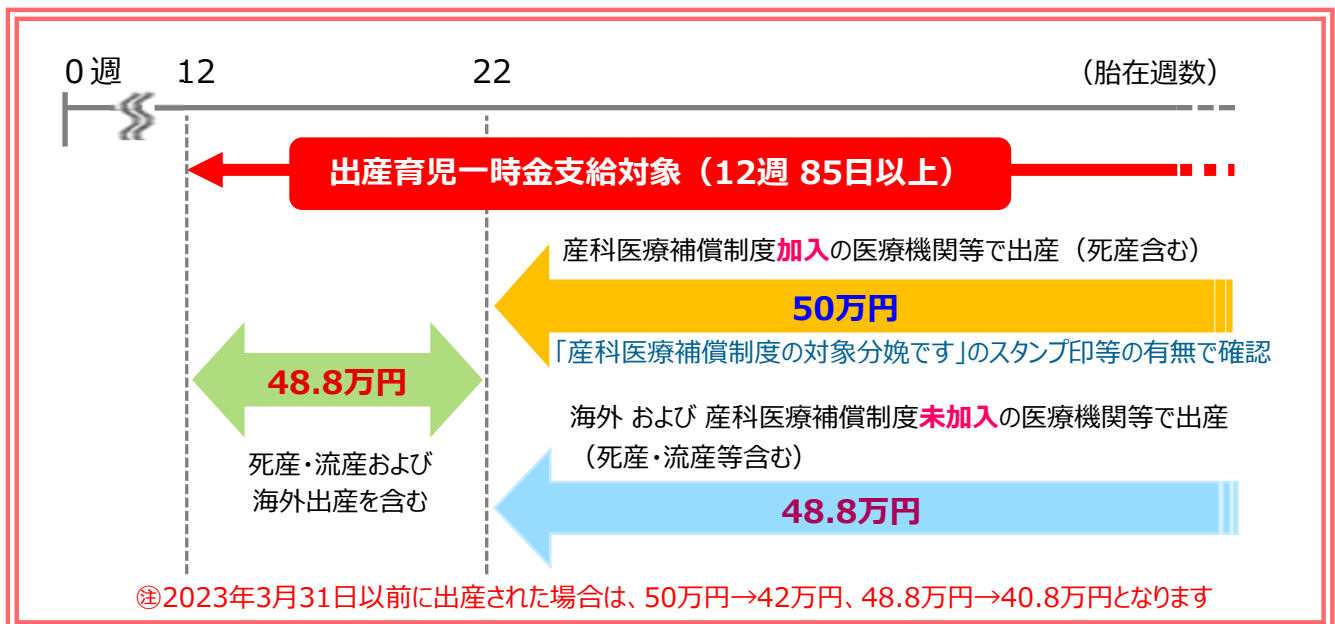 0週 12 22 (胎在週数)
出産育児一時金支給対象（12週 85日以上）
産科医療補償制度加入の医療機関等で出産（死産含む）
50万円
「産科医療補償制度の対象分娩です」のスタンプ印等の有無で確認
48.8万円
死産・流産および
海外出産を含む
海外 および 産科医療補償制度未加入の医療機関等で出産
（死産・流産等含む）
48.8万円
㊟2023年3月31日以前に出産された場合は、50万円→42万円、48.8万円→40.8万円となります